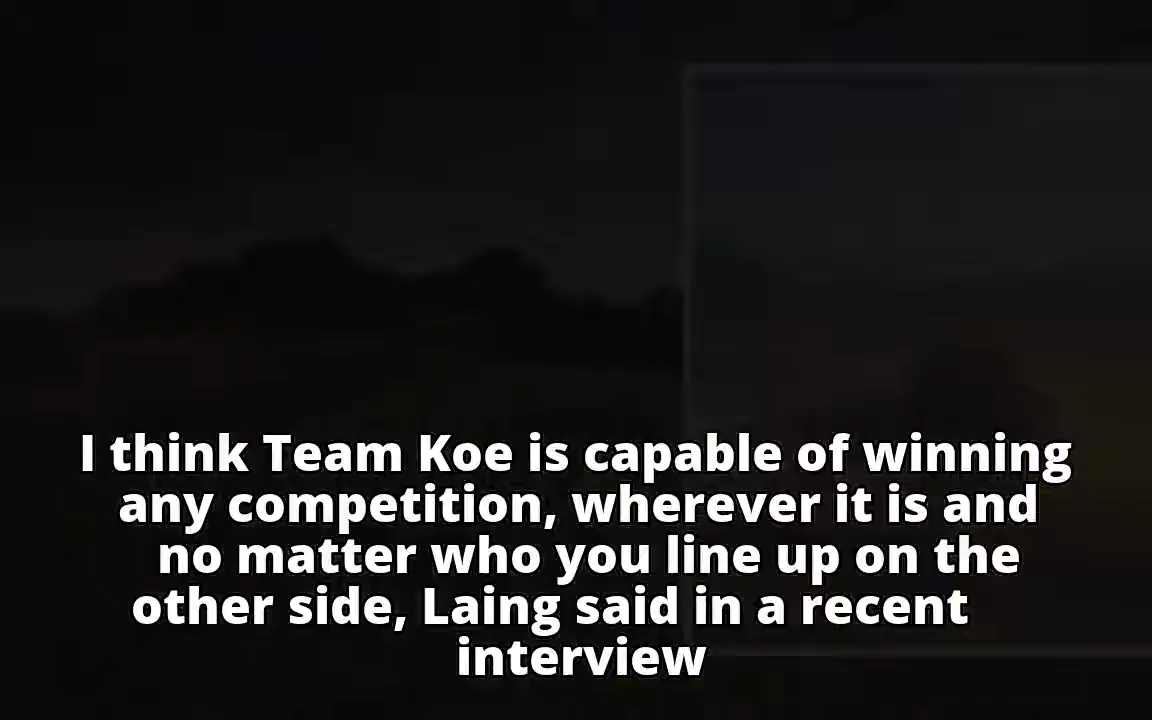 I think Team Koe is capable of winning
any competition, wherever it is and
no matter who you line up on the
other side, Laing said in a recent
interview